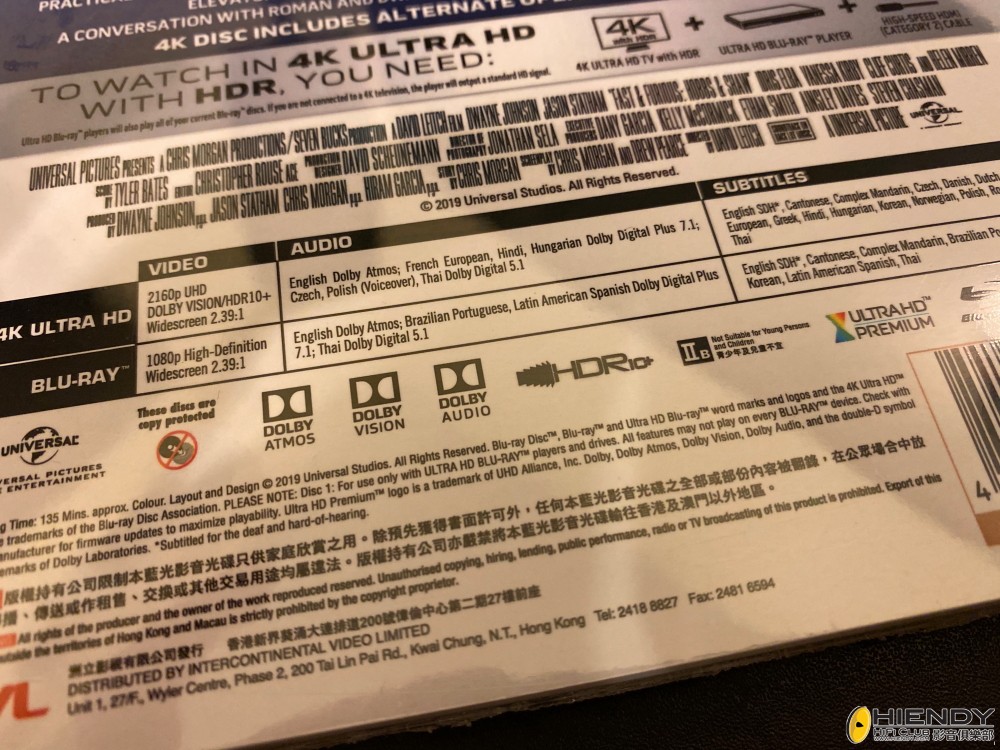 PRACTICAL
ELEVATE
A CONVERSATION WITH ROMAN AND
4K DISC INCLUDES ALTERNATE
TO WATCH IN 4K ULTRA HD
WITH HDR, YOU NEED:
Ultra HD Blu-ray™ players will also play all of your current Blu-ray™ discs. If you are not connected to a 4K television, the player will output a standard HD signal.
4K
with HDR
4K ULTRA HD TV with HDR
+
ULTRA HD BLU-RAY™ PLAYER
+
HIGH-SPEED HDMI
(CATEGORY 2) CABLE
UNIVERSAL PICTURES PRESENTS A CHRIS MORGAN PRODUCTIONS/SEVEN BUCKS PRODUCTION A DAVID LEITCH FILM DWAYNE JOHNSON JASON STATHAM FAST & FURIOUS: HOBBS & SHAW IDRIS ELBA VANESSA KIRBY CLIFF CURTIS AND HELEN MIRREN
SCORE BY TYLER BATES EDITOR CHRISTOPHER ROUSE ACE PRODUCTION DESIGNER DAVID SCHEUNEMANN DIRECTOR OF PHOTOGRAPHY JONATHAN SELA EXECUTIVE PRODUCERS DANY GARCIA KELLY McCORMICK ETHAN SMITH AINSLEY DAVIES STEVEN CHASMAN
PRODUCED BY DWAYNE JOHNSON, p.g.a. JASON STATHAM CHRIS MORGAN, p.g.a. HIRAM GARCIA, p.g.a. STORY BY CHRIS MORGAN SCREENPLAY BY CHRIS MORGAN AND DREW PEARCE DIRECTED BY DAVID LEITCH A UNIVERSAL PICTURE UNIVERSAL
© 2019 Universal Studios. All Rights Reserved.
VIDEO
AUDIO
SUBTITLES
4K ULTRA HD
2160p UHD
DOLBY VISION/HDR10+
Widescreen 2.39:1
English Dolby Atmos; French European, Hindi, Hungarian Dolby Digital Plus 7.1;
Czech, Polish (Voiceover), Thai Dolby Digital 5.1
English SDH*, Cantonese, Complex Mandarin, Czech, Danish, Dutch
European, Greek, Hindi, Hungarian, Korean, Norwegian, Polish,
Thai
BLU-RAY™
1080p High-Definition
Widescreen 2.39:1
English Dolby Atmos; Brazilian Portuguese, Latin American Spanish Dolby Digital Plus
7.1; Thai Dolby Digital 5.1
English SDH*, Cantonese, Complex Mandarin, Brazilian
Korean, Latin American Spanish, Thai
UNIVERSAL
PICTURES
ENTERTAINMENT
These discs are
copy protected
DOLBY
ATMOS
DOLBY
VISION
DOLBY
AUDIO
HDR10+
IIB
Not Suitable for Young Persons
and Children
青少年及兒童不宜
ULTRA HD™
PREMIUM
Time: 135 Mins. approx. Colour. Layout and Design © 2019 Universal Studios. All Rights Reserved. Blu-ray Disc™, Blu-ray™ and Ultra HD Blu-ray™ word marks and logos and the 4K Ultra HD™
trademarks of the Blu-ray Disc Association. PLEASE NOTE: Disc 1: For use only with ULTRA HD BLU-RAY™ players and drives. All features may not play on every BLU-RAY™ device. Check with
manufacturer for firmware updates to maximize playability. Ultra HD Premium™ logo is a trademark of UHD Alliance, Inc. Dolby, Dolby Atmos, Dolby Vision, Dolby Audio, and the double-D symbol
of Dolby Laboratories. *Subtitled for the deaf and hard-of-hearing.
版權持有公司限制本藍光影音光碟只供家庭欣賞之用。除預先獲得書面許可外，任何本藍光影音光碟之全部或部份內容被翻錄，在公眾場合中放
播、傳送或作租售、交換或其他交易用途均屬違法。版權持有公司亦嚴禁將本藍光影音光碟輸往香港及澳門以外地區。
All rights of the producer and the owner of the work reproduced reserved. Unauthorised copying, hiring, lending, public performance, radio or TV broadcasting of this product is prohibited. Export of this
outside the territories of Hong Kong and Macau is strictly prohibited by the copyright proprietor.
洲立影視有限公司發行 香港新界葵涌大連排道200號偉倫中心第二期27樓前座
DISTRIBUTED BY INTERCONTINENTAL VIDEO LIMITED
Unit 1, 27/F., Wyler Centre, Phase 2, 200 Tai Lin Pai Rd., Kwai Chung, N.T., Hong Kong Tel: 2418 8827 Fax: 2481 6594
4
HIENDY
HIFI CLUB 影音俱樂部